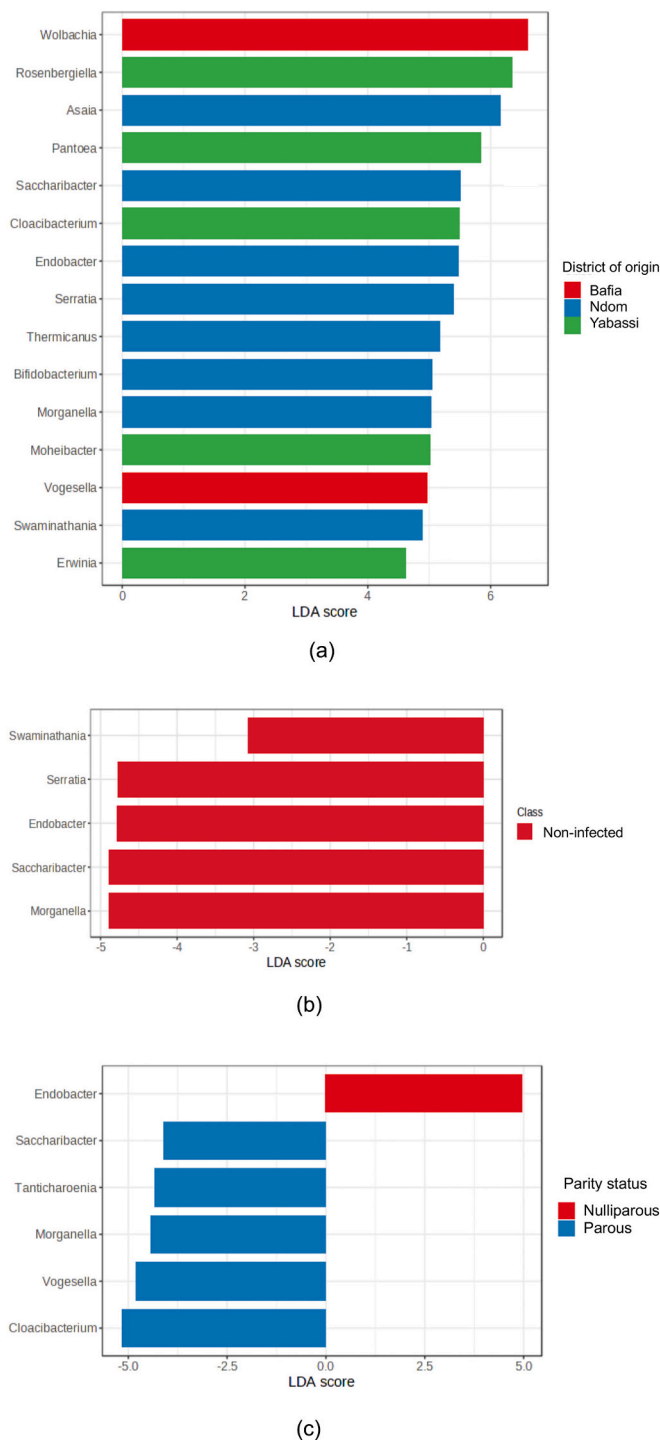 Wolbachia
Rosenbergiella
Asaia
Pantoea
Saccharibacter
Cloacibacterium
Endobacter
Serratia
Thermicanus
Bifidobacterium
Morganella
Moheibacter
Vogesella
Swaminathania
Erwinia
0 2 4 6
LDA score
District of origin
Bafia
Ndom
Yabassi
(a)
Swaminathania
Serratia
Endobacter
Saccharibacter
Morganella
-5 -4 -3 -2 -1 0
LDA score
Class
Non-infected
(b)
Endobacter
Saccharibacter
Tanticharoenia
Morganella
Vogesella
Cloacibacterium
-5.0 -2.5 0.0 2.5 5.0
LDA score
Parity status
Nulliparous
Parous
(c)